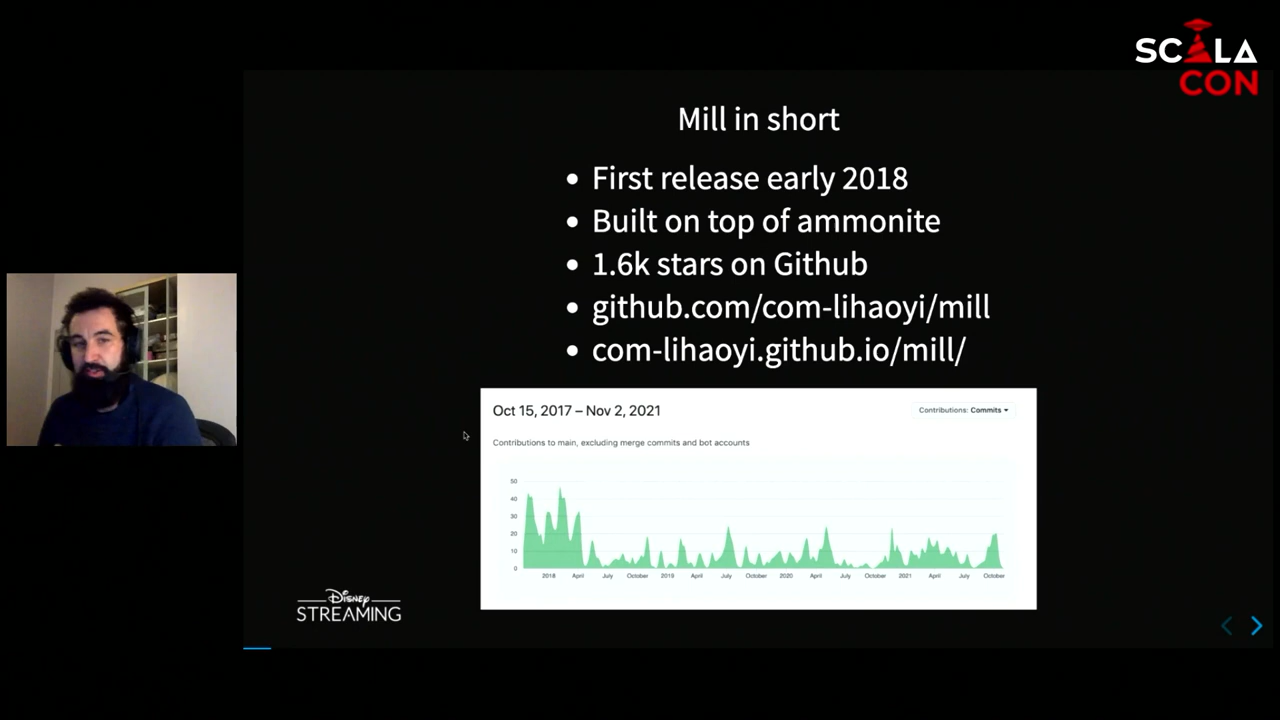 SCALA
CON
Mill in short
First release early 2018
Built on top of ammonite
1.6k stars on Github
github.com/com-lihaoyi/mill
com-lihaoyi.github.io/mill/
Oct 15, 2017 – Nov 2, 2021
Contributions: Commits
Contributions to main, excluding merge commits and bot accounts
50
40
30
20
10
0
2018 April July October 2019 April July October 2020 April July October 2021 April July October
Disney
STREAMING